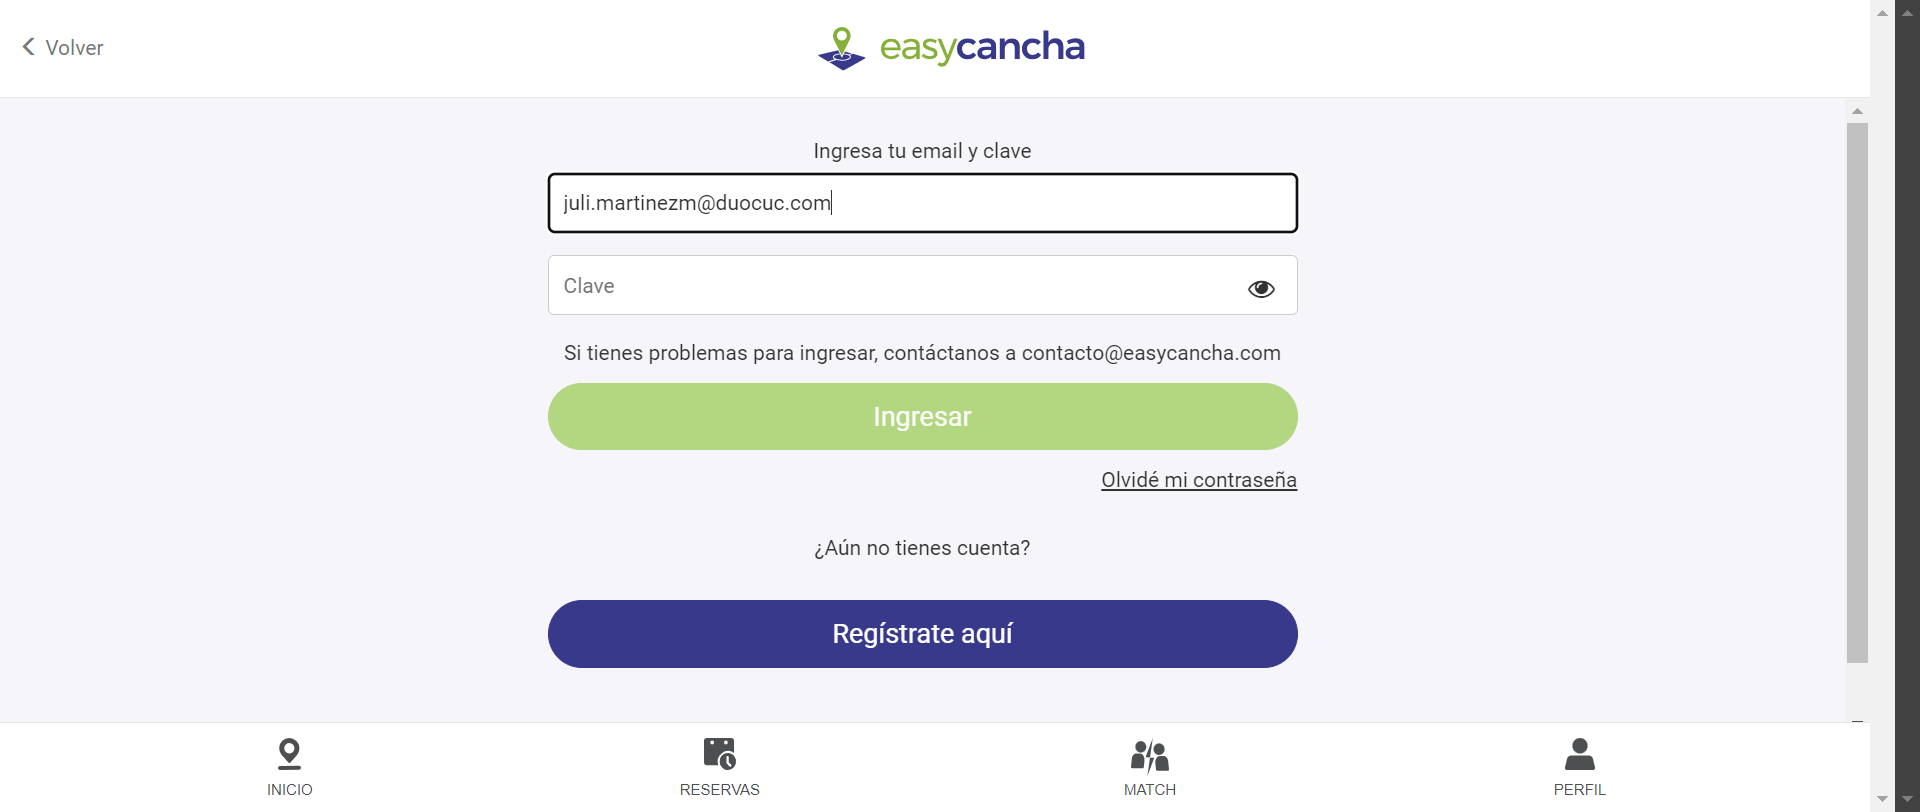 Volver
easycancha
Ingresa tu email y clave
juli.martinezm@duocuc.com
Clave
Si tienes problemas para ingresar, contáctanos a contacto@easycancha.com
Ingresar
Olvidé mi contraseña
¿Aún no tienes cuenta?
Regístrate aquí
INICIO
RESERVAS
MATCH
PERFIL